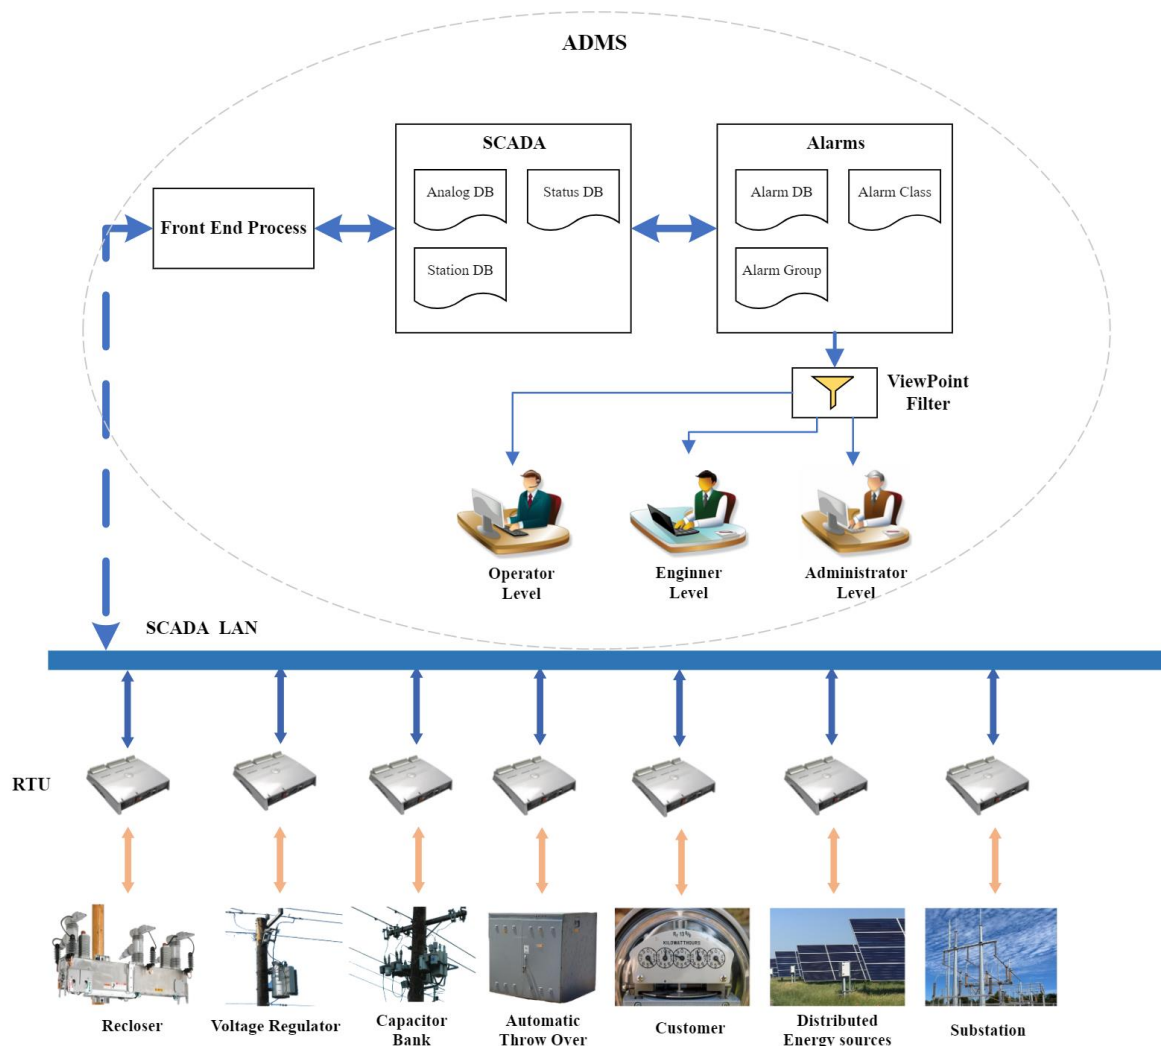 ADMS
SCADA
Analog DB
Status DB
Station DB
Alarms
Alarm DB
Alarm Class
Alarm Group
Front End Process
ViewPoint
Filter
Operator
Level
Enginner
Level
Administrator
Level
SCADA LAN
RTU
KILOWATTHOURS
Recloser
Voltage Regulator
Capacitor
Bank
Automatic
Throw Over
Customer
Distributed
Energy sources
Substation